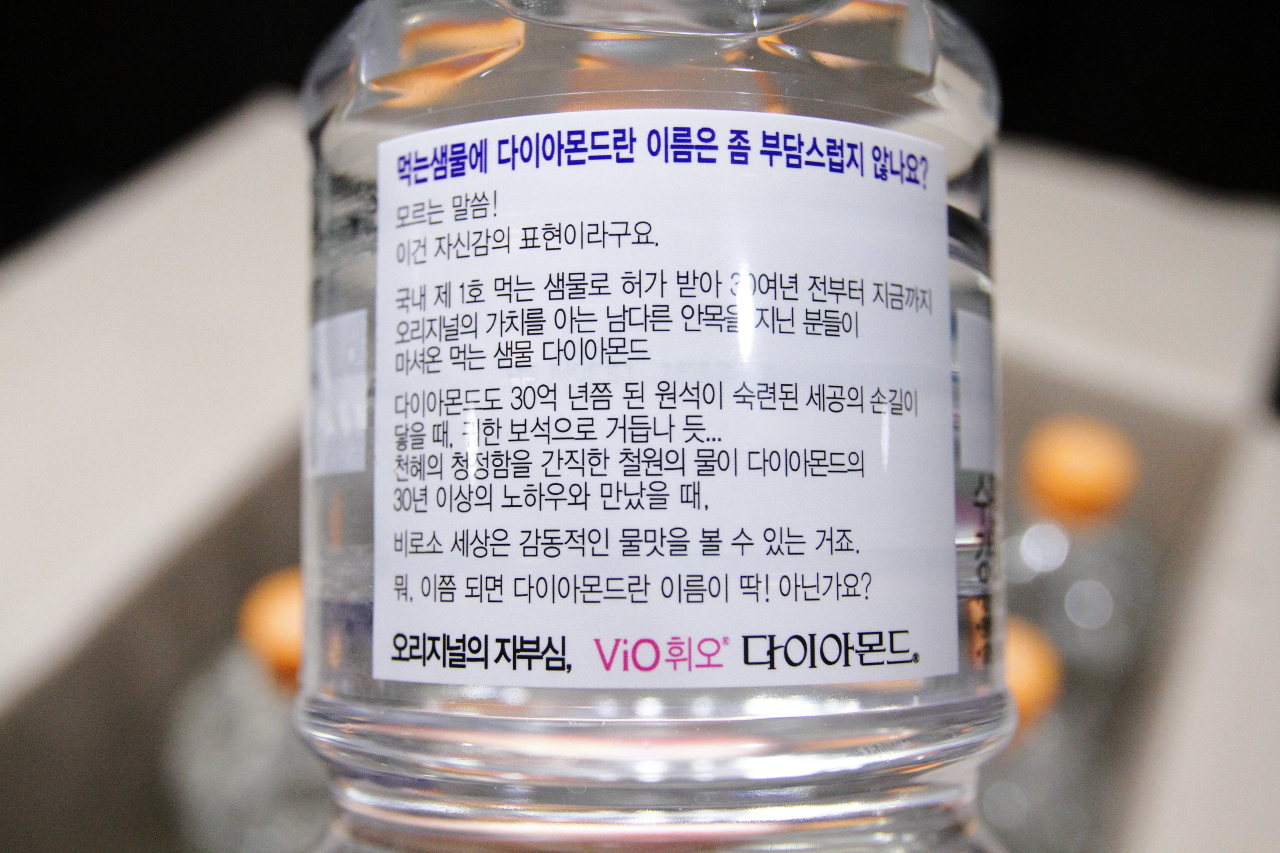 먹는샘물에 다이아몬드란 이름은 좀 부담스럽지 않나요?
모르는 말씀!
이건 자신감의 표현이라구요.
국내 제 1호 먹는 샘물로 허가 받아 30여년 전부터 지금까지
오리지널의 가치를 아는 남다른 안목을 지닌 분들이
마셔온 먹는 샘물 다이아몬드
다이아몬드도 30억 년쯤 된 원석이 숙련된 세공의 손길이
닿을 때, 귀한 보석으로 거듭나 듯...
천혜의 청정함을 간직한 철원의 물이 다이아몬드의
30년 이상의 노하우와 만났을 때,
비로소 세상은 감동적인 물맛을 볼 수 있는 거죠.
뭐, 이쯤 되면 다이아몬드란 이름이 딱! 아닌가요?
오리지널의 자부심, ViO휘오® 다이아몬드®